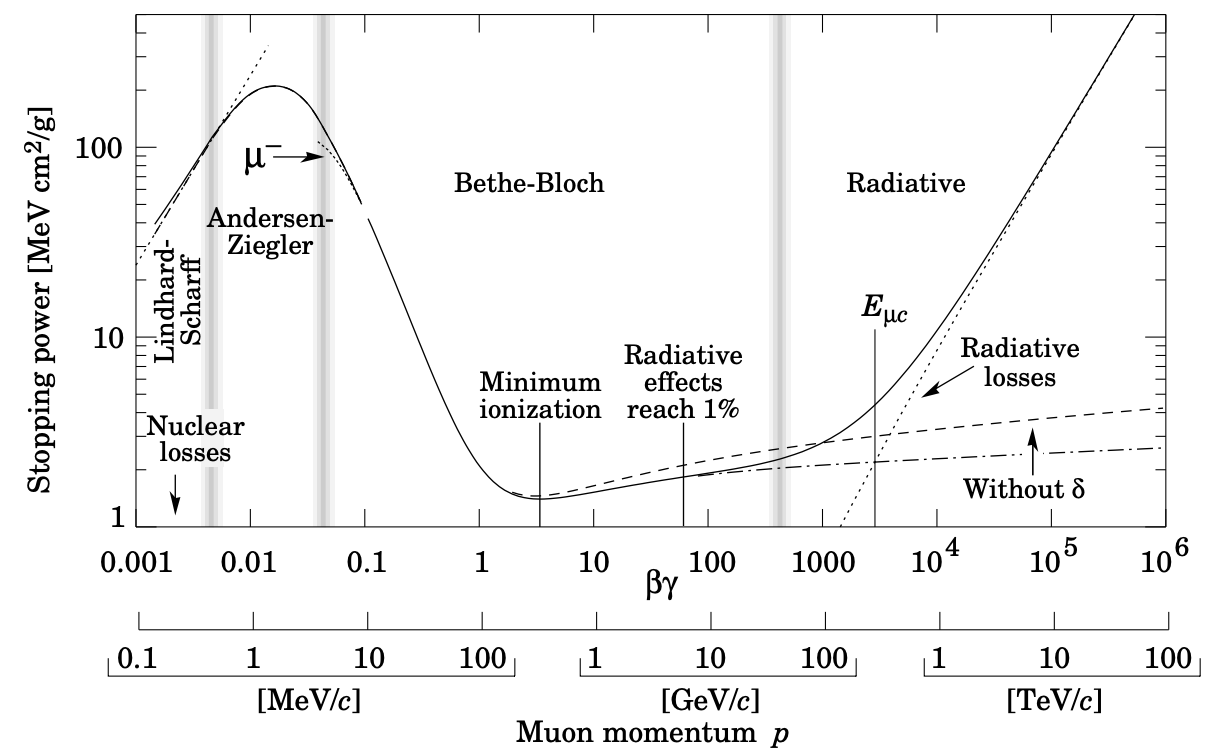 Stopping power [MeV cm²/g]
100
10
1
μ−
Bethe-Bloch
Radiative
Andersen-
Ziegler
Lindhard-
Scharff
Eμc
Radiative
effects
reach 1%
Radiative
losses
Minimum
ionization
Nuclear
losses
Without δ
0.001 0.01 0.1 1 10 100 1000 10⁴ 10⁵ 10⁶
βγ
0.1 1 10 100 1 10 100 1 10 100
[MeV/c] [GeV/c] [TeV/c]
Muon momentum p